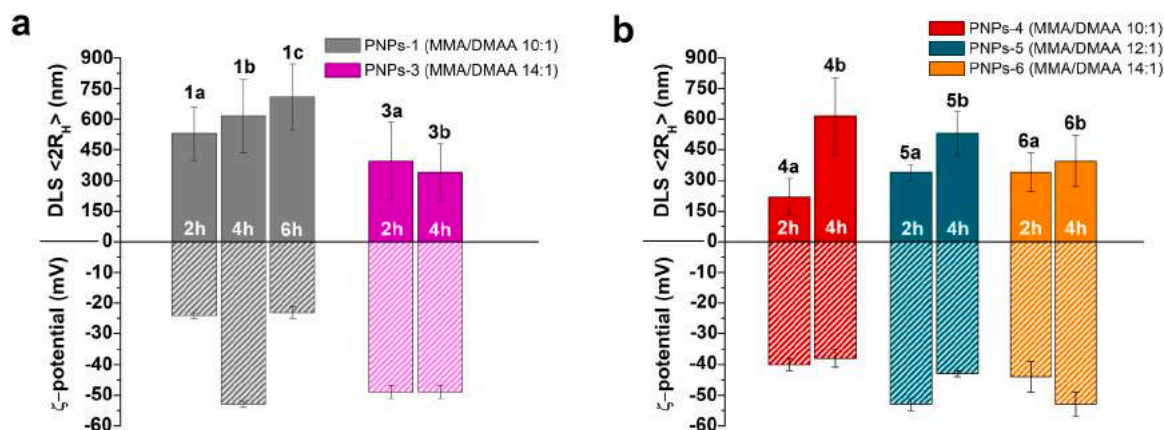 a
PNPs-1 (MMA/DMAA 10:1)
PNPs-3 (MMA/DMAA 14:1)
DLS <2R_H> (nm)
900
750
600
450
300
150
0
1a
1b
1c
3a
3b
2h
4h
6h
2h
4h
ζ-potential (mV)
-10
-20
-30
-40
-50
-60
b
PNPs-4 (MMA/DMAA 10:1)
PNPs-5 (MMA/DMAA 12:1)
PNPs-6 (MMA/DMAA 14:1)
DLS <2R_H> (nm)
900
750
600
450
300
150
0
4a
4b
5a
5b
6a
6b
2h
4h
2h
4h
2h
4h
ζ-potential (mV)
-10
-20
-30
-40
-50
-60